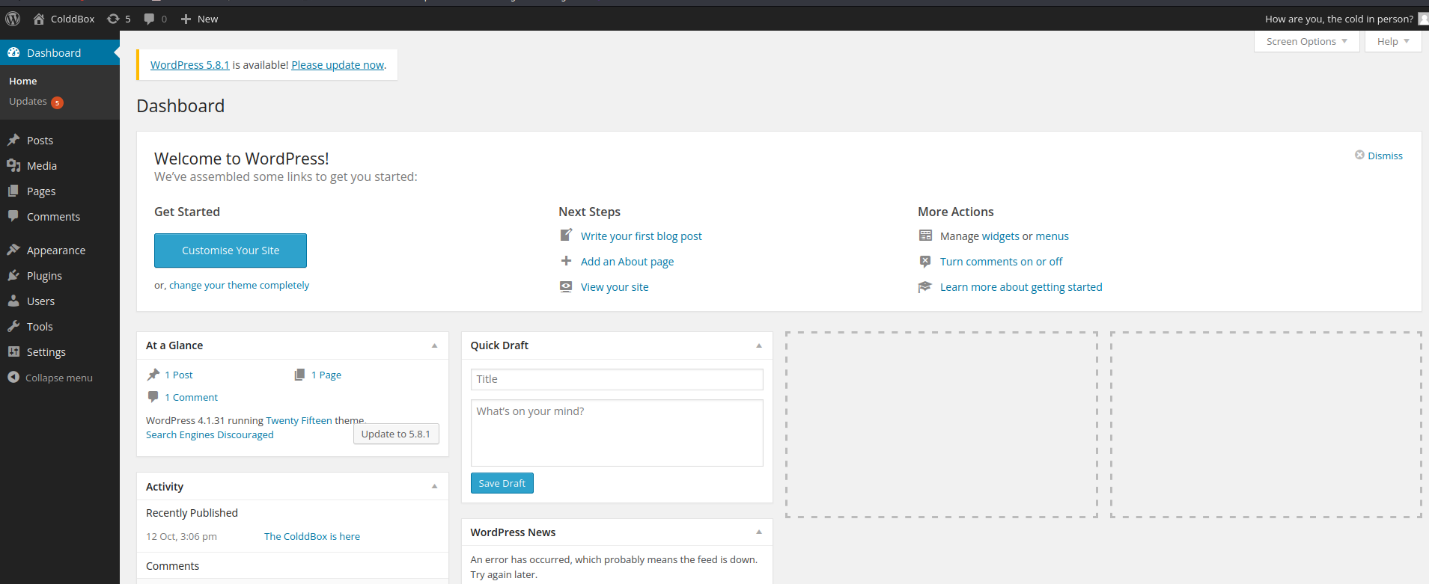 ColddBox 5 0 New How are you, the cold in person?
Dashboard
Home
Updates 5
Posts
Media
Pages
Comments
Appearance
Plugins
Users
Tools
Settings
Collapse menu
Screen Options Help
WordPress 5.8.1 is available! Please update now.
Dashboard
Welcome to WordPress!
We've assembled some links to get you started:
Dismiss
Get Started
Customise Your Site
or, change your theme completely
Next Steps
Write your first blog post
Add an About page
View your site
More Actions
Manage widgets or menus
Turn comments on or off
Learn more about getting started
At a Glance
1 Post 1 Page
1 Comment
WordPress 4.1.31 running Twenty Fifteen theme.
Search Engines Discouraged
Update to 5.8.1
Activity
Recently Published
12 Oct, 3:06 pm The ColddBox is here
Comments
Quick Draft
Title
What's on your mind?
Save Draft
WordPress News
An error has occurred, which probably means the feed is down.
Try again later.